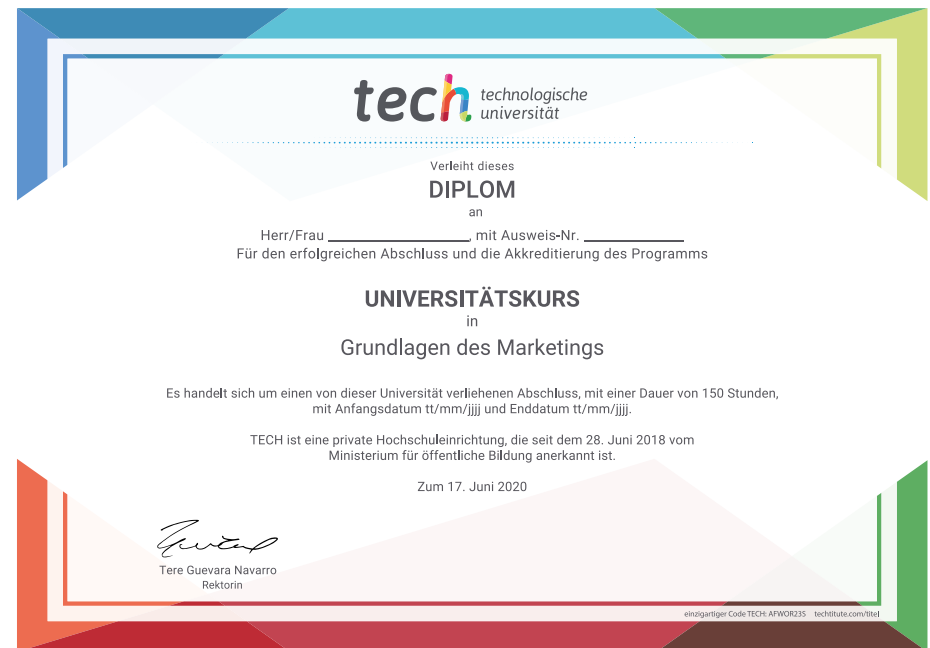 tech technologische
universität
Verleiht dieses
DIPLOM
an
Herr/Frau ____________________, mit Ausweis-Nr. ______________
Für den erfolgreichen Abschluss und die Akkreditierung des Programms
UNIVERSITÄTSKURS
in
Grundlagen des Marketings
Es handelt sich um einen von dieser Universität verliehenen Abschluss, mit einer Dauer von 150 Stunden,
mit Anfangsdatum tt/mm/jjjj und Enddatum tt/mm/jjjj.
TECH ist eine private Hochschuleinrichtung, die seit dem 28. Juni 2018 vom
Ministerium für öffentliche Bildung anerkannt ist.
Zum 17. Juni 2020
Tere Guevara Navarro
Rektorin
einzigartiger Code TECH: AFWOR23S techtitute.com/titel